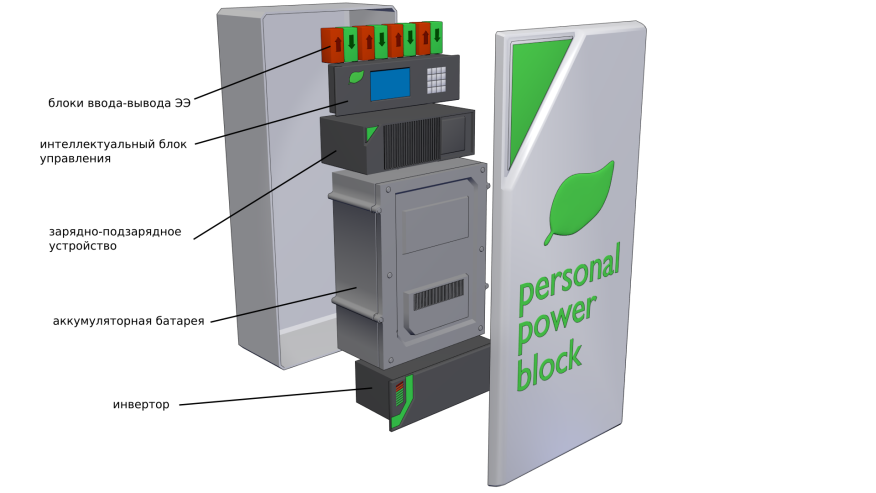 блоки ввода-вывода ЭЭ
интеллектуальный блок
управления
зарядно-подзарядное
устройство
аккумуляторная батарея
инвертор
personal
power
block